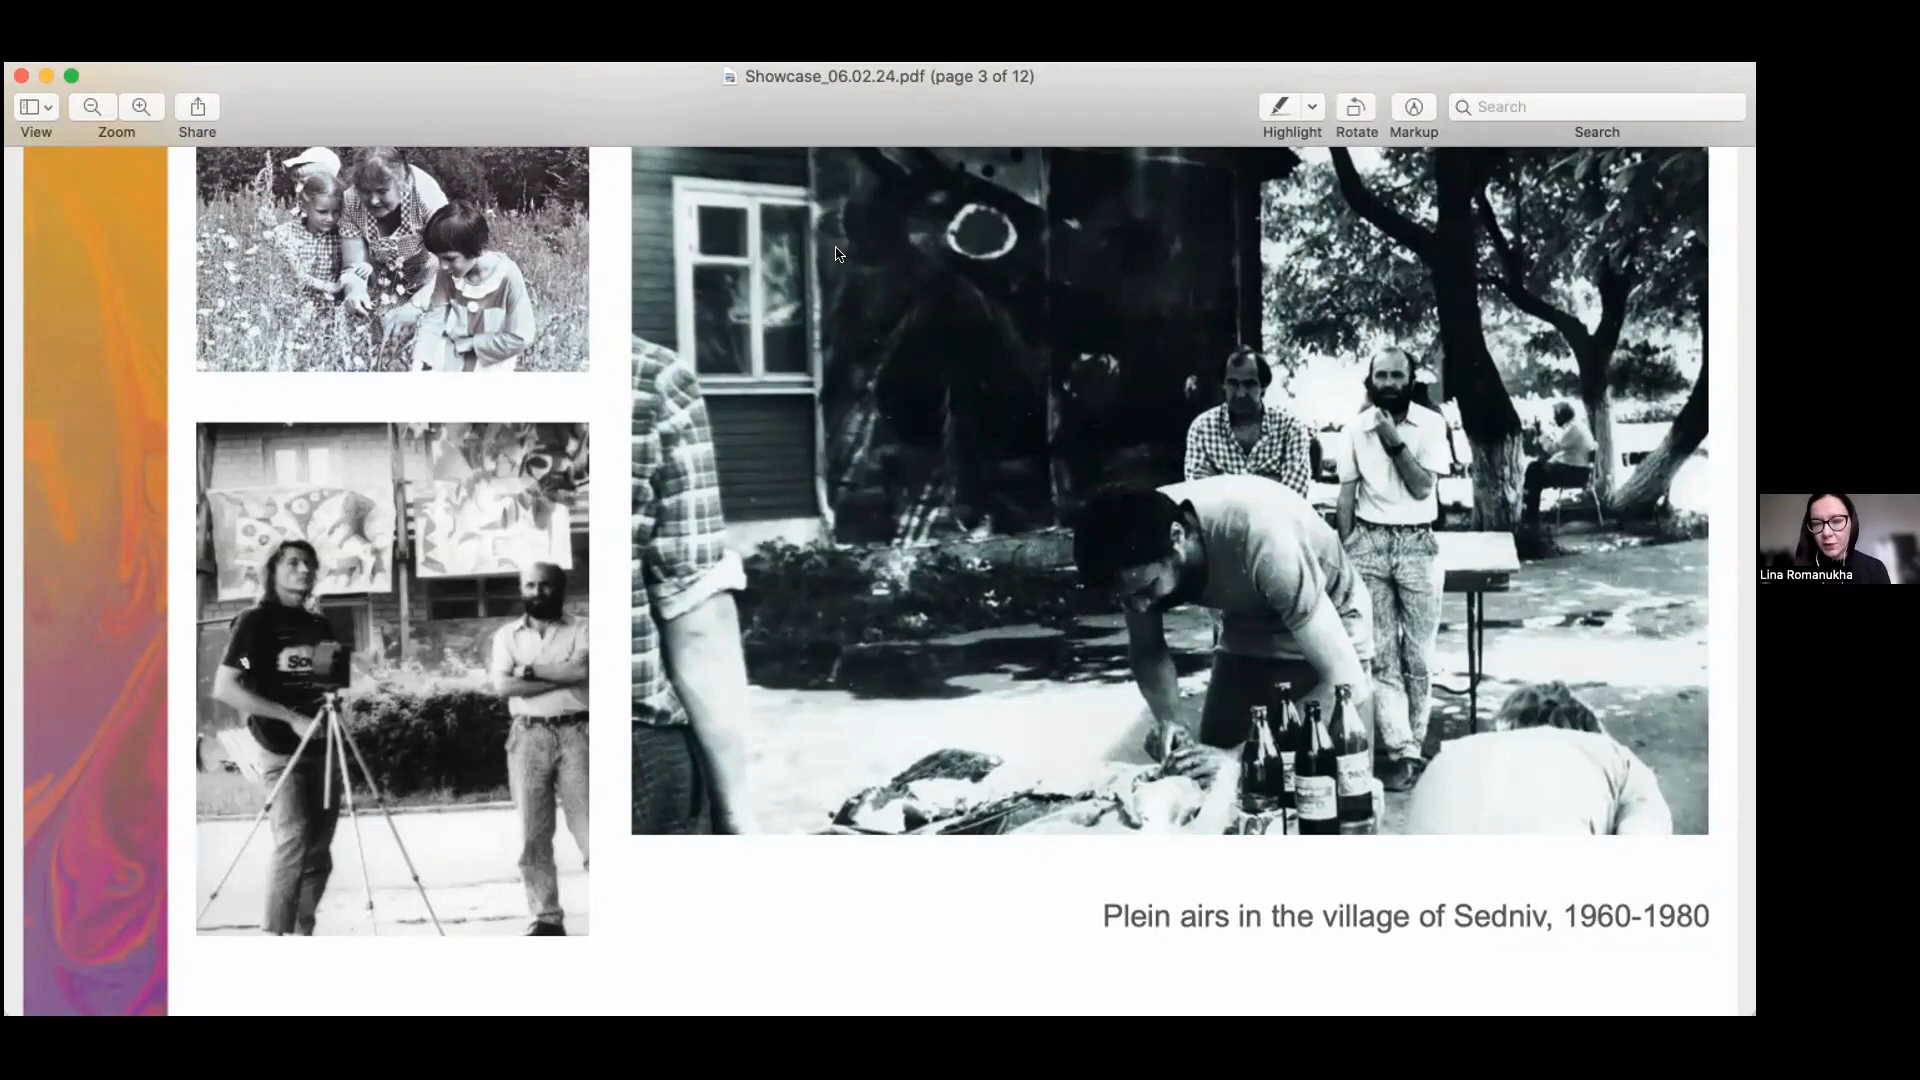 Showcase_06.02.24.pdf (page 3 of 12)
View
Zoom
Share
Highlight
Rotate
Markup
Search
Search
Plein airs in the village of Sedniv, 1960-1980
Lina Romanukha